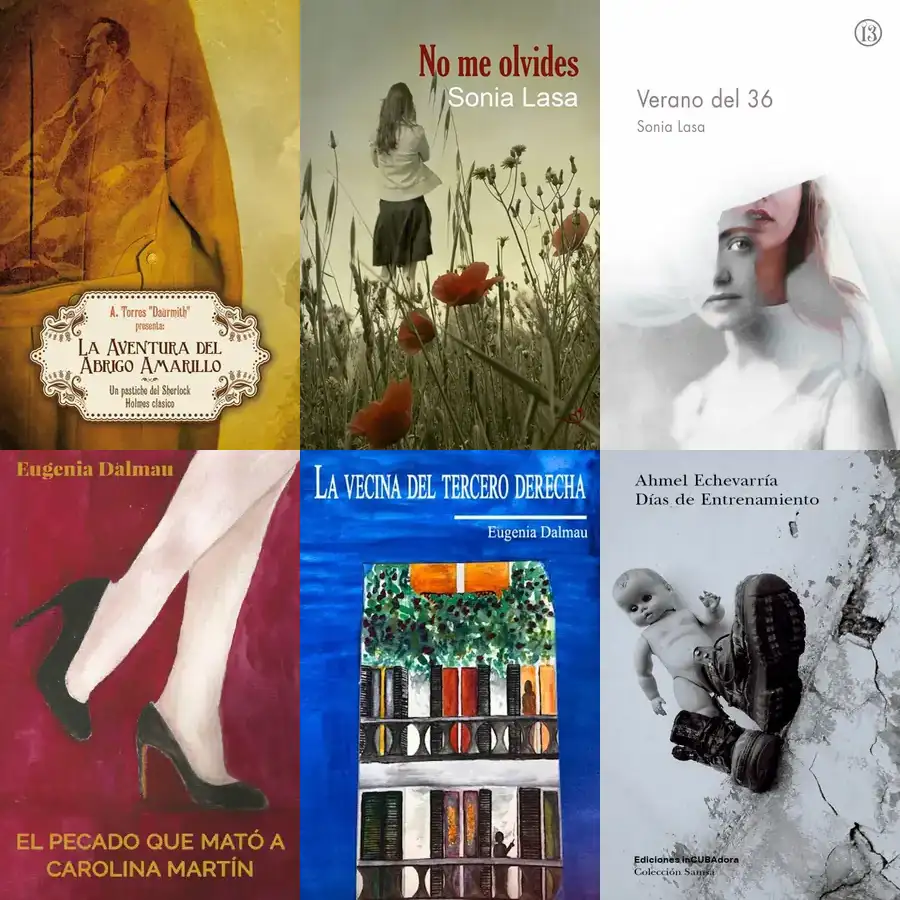 A. Torres "Daurmith"
presenta:
La Aventura del
Abrigo Amarillo
Un pastiche del Sherlock
Holmes clásico
No me olvides
Sonia Lasa
13
Verano del 36
Sonia Lasa
Eugenia Dalmau
EL PECADO QUE MATÓ A
CAROLINA MARTÍN
LA VECINA DEL TERCERO DERECHA
Eugenia Dalmau
Ahmel Echevarría
Días de Entrenamiento
Ediciones inCUBAdora
Colección Samsa